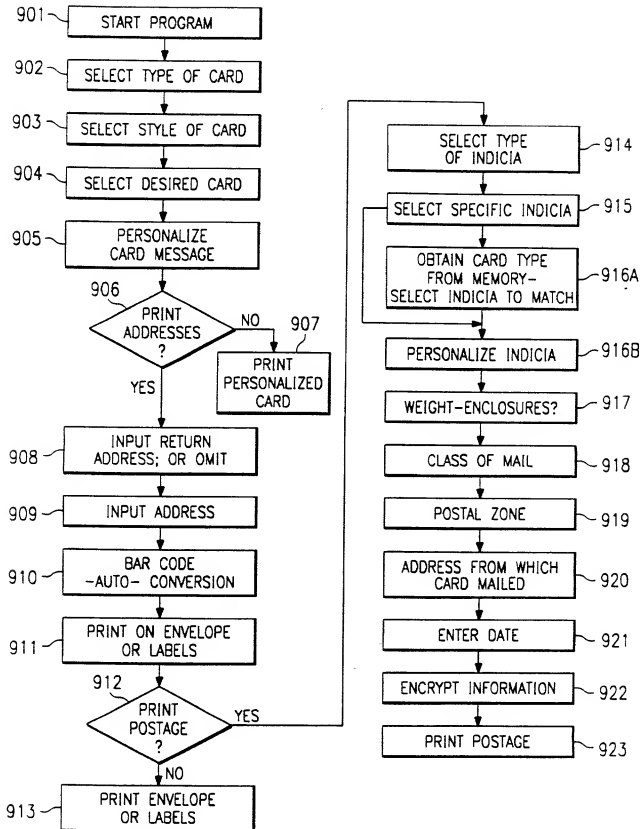 901
START PROGRAM
902
SELECT TYPE OF CARD
903
SELECT STYLE OF CARD
904
SELECT DESIRED CARD
905
PERSONALIZE
CARD MESSAGE
906
PRINT
ADDRESSES
?
NO
907
PRINT
PERSONALIZED
CARD
YES
908
INPUT RETURN
ADDRESS; OR OMIT
909
INPUT ADDRESS
910
BAR CODE
-AUTO- CONVERSION
911
PRINT ON ENVELOPE
OR LABELS
912
PRINT
POSTAGE
?
YES
NO
913
PRINT ENVELOPE
OR LABELS
SELECT TYPE
OF INDICIA
914
SELECT SPECIFIC INDICIA
915
OBTAIN CARD TYPE
FROM MEMORY-
SELECT INDICIA TO MATCH
916A
PERSONALIZE INDICIA
916B
WEIGHT-ENCLOSURES?
917
CLASS OF MAIL
918
POSTAL ZONE
919
ADDRESS FROM WHICH
CARD MAILED
920
ENTER DATE
921
ENCRYPT INFORMATION
922
PRINT POSTAGE
923